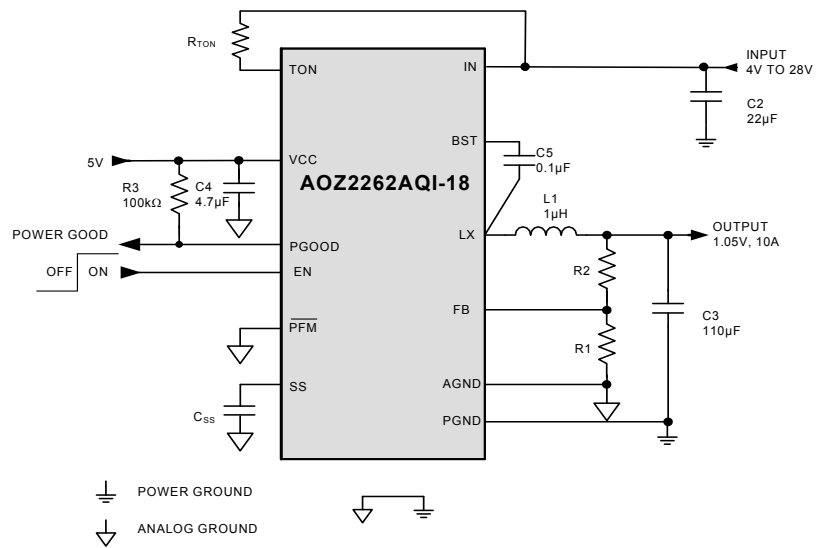 R_TON
TON
IN
INPUT
4V TO 28V
C2
22µF
BST
C5
0.1µF
5V
VCC
R3
100kΩ
C4
4.7µF
AOZ2262AQI-18
L1
1µH
LX
OUTPUT
1.05V, 10A
POWER GOOD
PGOOD
OFF
ON
EN
R2
FB
C3
110µF
PFM
R1
SS
AGND
C_SS
PGND
POWER GROUND
ANALOG GROUND